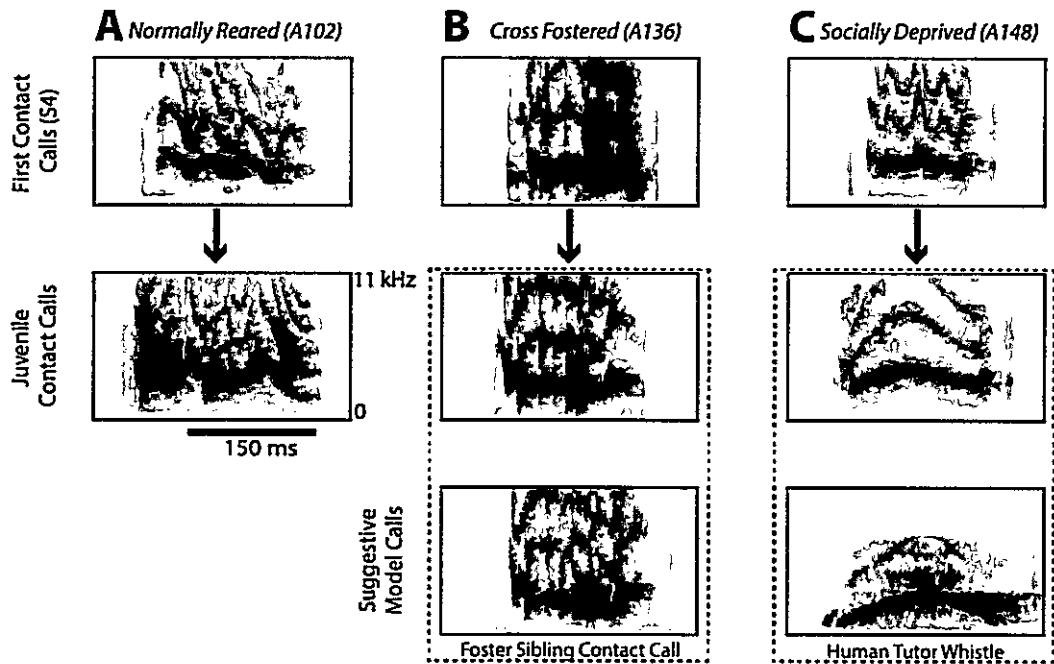 A Normally Reared (A102)
B Cross Fostered (A136)
C Socially Deprived (A148)
First Contact
Calls (S4)
Juvenile
Contact Calls
11 kHz
0
150 ms
Suggestive
Model Calls
Foster Sibling Contact Call
Human Tutor Whistle